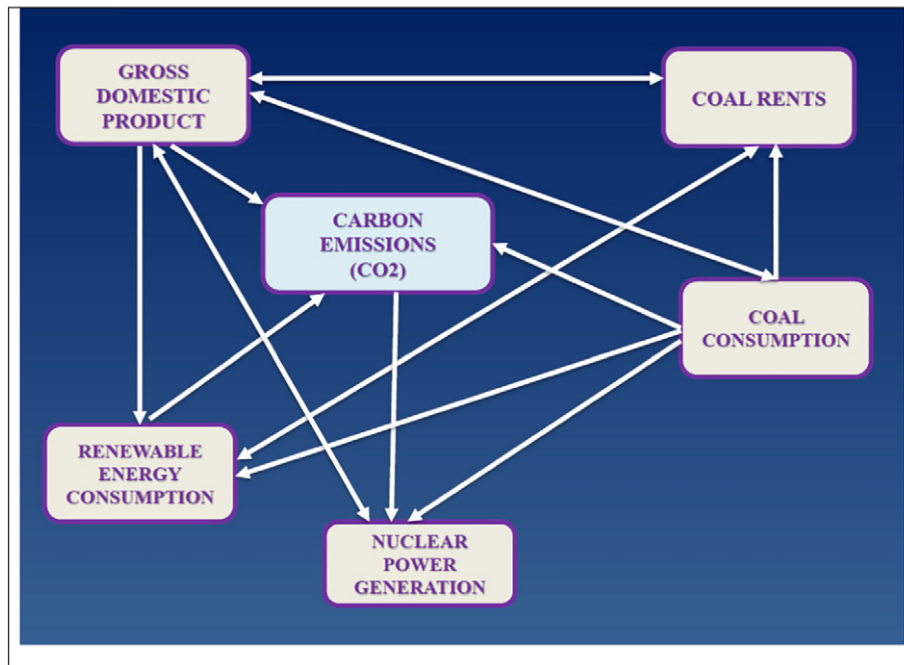 GROSS
DOMESTIC
PRODUCT
COAL RENTS
CARBON
EMISSIONS
(CO2)
COAL
CONSUMPTION
RENEWABLE
ENERGY
CONSUMPTION
NUCLEAR
POWER
GENERATION